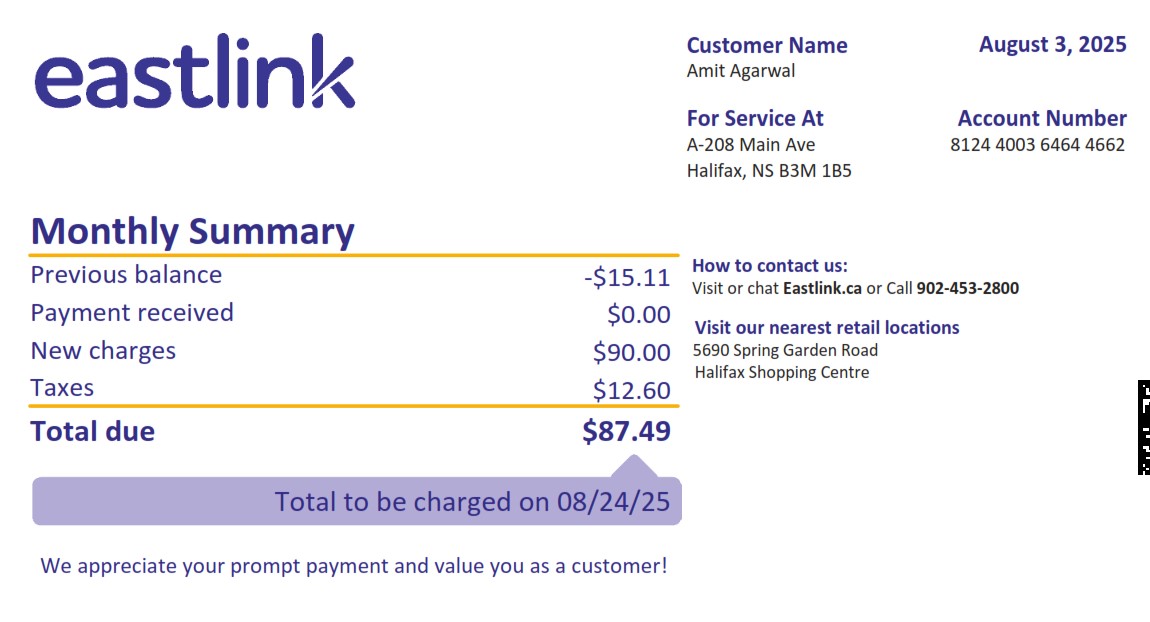 eastlink
Customer Name
Amit Agarwal
August 3, 2025
For Service At
A-208 Main Ave
Halifax, NS B3M 1B5
Account Number
8124 4003 6464 4662
Monthly Summary
Previous balance -$15.11
Payment received $0.00
New charges $90.00
Taxes $12.60
Total due $87.49
Total to be charged on 08/24/25
We appreciate your prompt payment and value you as a customer!
How to contact us:
Visit or chat Eastlink.ca or Call 902-453-2800
Visit our nearest retail locations
5690 Spring Garden Road
Halifax Shopping Centre